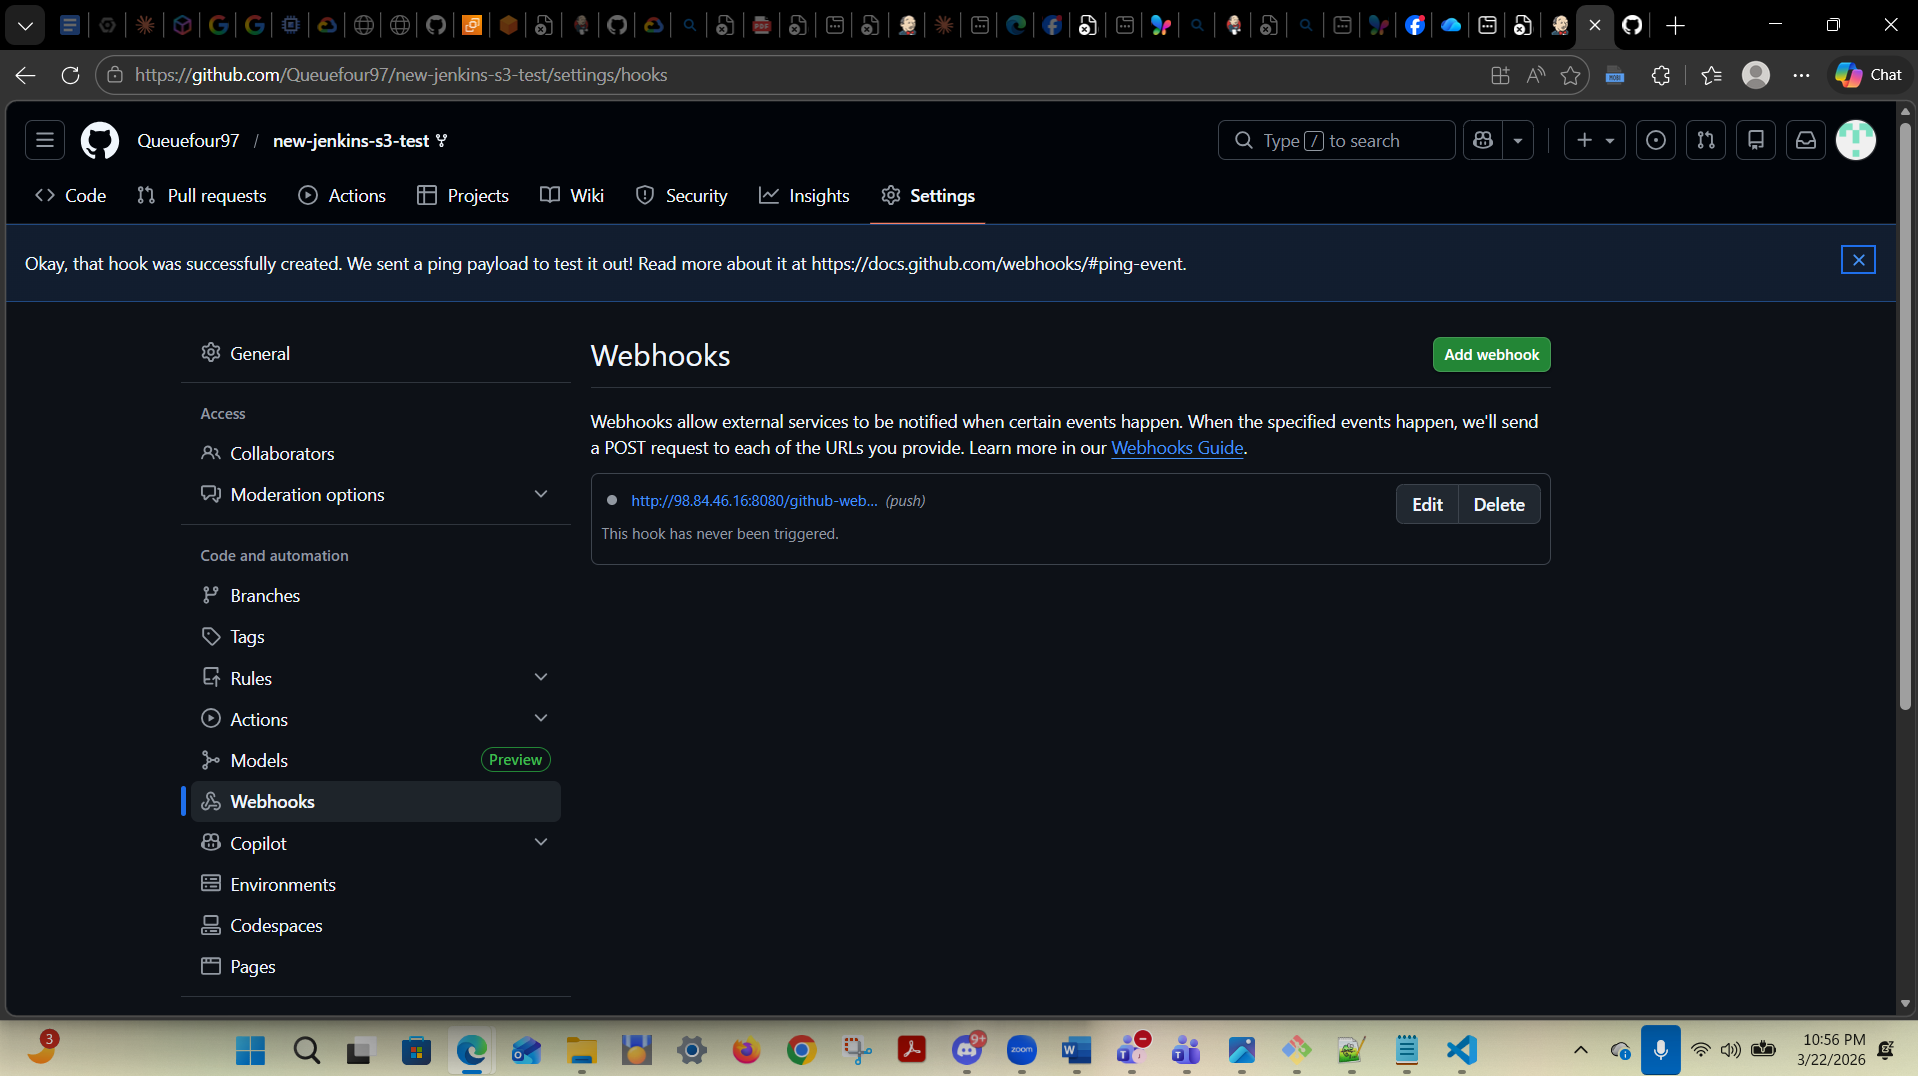 https://github.com/Queuefour97/new-jenkins-s3-test/settings/hooks
Chat
Queuefour97 / new-jenkins-s3-test
Type / to search
Code
Pull requests
Actions
Projects
Wiki
Security
Insights
Settings
Okay, that hook was successfully created. We sent a ping payload to test it out! Read more about it at https://docs.github.com/webhooks/#ping-event.
General
Access
Collaborators
Moderation options
Code and automation
Branches
Tags
Rules
Actions
Models
Preview
Webhooks
Copilot
Environments
Codespaces
Pages
Webhooks
Add webhook
Webhooks allow external services to be notified when certain events happen. When the specified events happen, we'll send
a POST request to each of the URLs you provide. Learn more in our Webhooks Guide.
http://98.84.46.16:8080/github-web... (push)
Edit
Delete
This hook has never been triggered.
3
9+
zoom
10:56 PM
3/22/2026